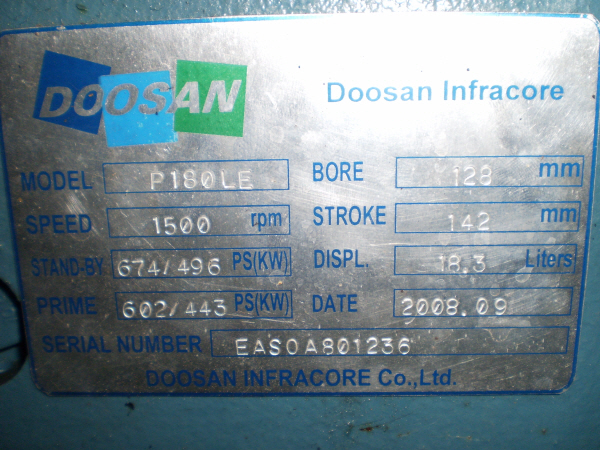 DOOSAN
Doosan Infracore
MODEL P180LE BORE 128 mm
SPEED 1500 rpm STROKE 142 mm
STAND-BY 674/496 PS(KW) DISPL. 18.3 Liters
PRIME 602/443 PS(KW) DATE 2008.09
SERIAL NUMBER EASOA801236
DOOSAN INFRACORE Co.,Ltd.